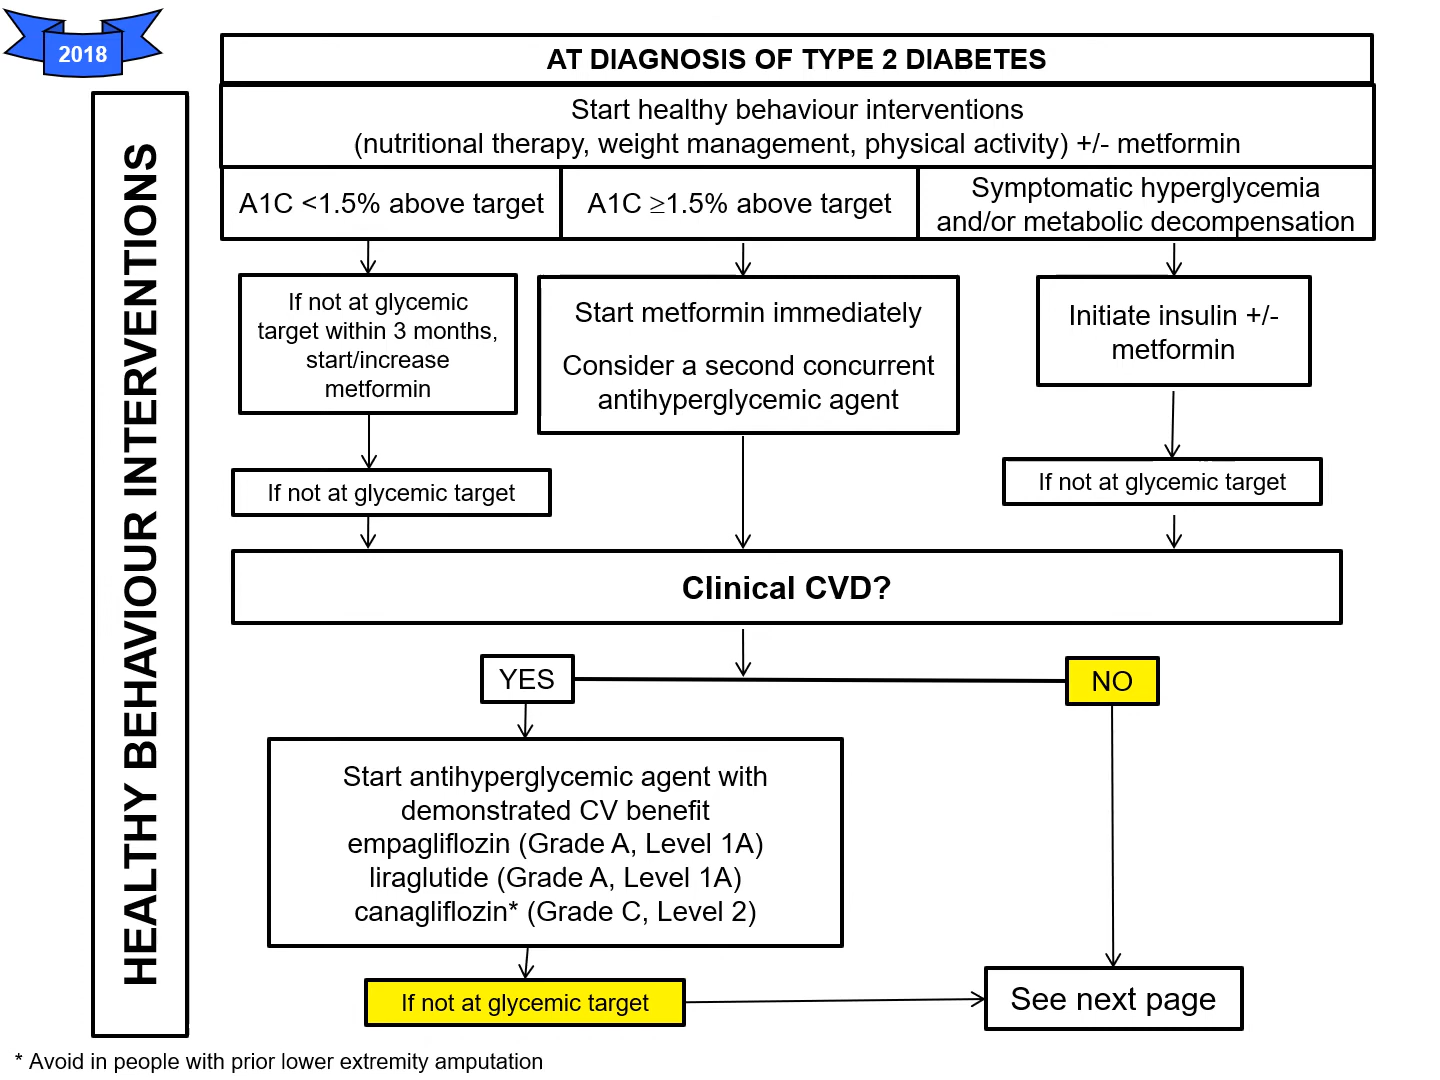 2018
AT DIAGNOSIS OF TYPE 2 DIABETES
Start healthy behaviour interventions
(nutritional therapy, weight management, physical activity) +/- metformin
A1C <1.5% above target
A1C ≥1.5% above target
Symptomatic hyperglycemia
and/or metabolic decompensation
HEALTHY BEHAVIOUR INTERVENTIONS
If not at glycemic
target within 3 months,
start/increase
metformin
Start metformin immediately
Consider a second concurrent
antihyperglycemic agent
Initiate insulin +/-
metformin
If not at glycemic target
If not at glycemic target
Clinical CVD?
YES
NO
Start antihyperglycemic agent with
demonstrated CV benefit
empagliflozin (Grade A, Level 1A)
liraglutide (Grade A, Level 1A)
canagliflozin* (Grade C, Level 2)
If not at glycemic target
See next page
* Avoid in people with prior lower extremity amputation